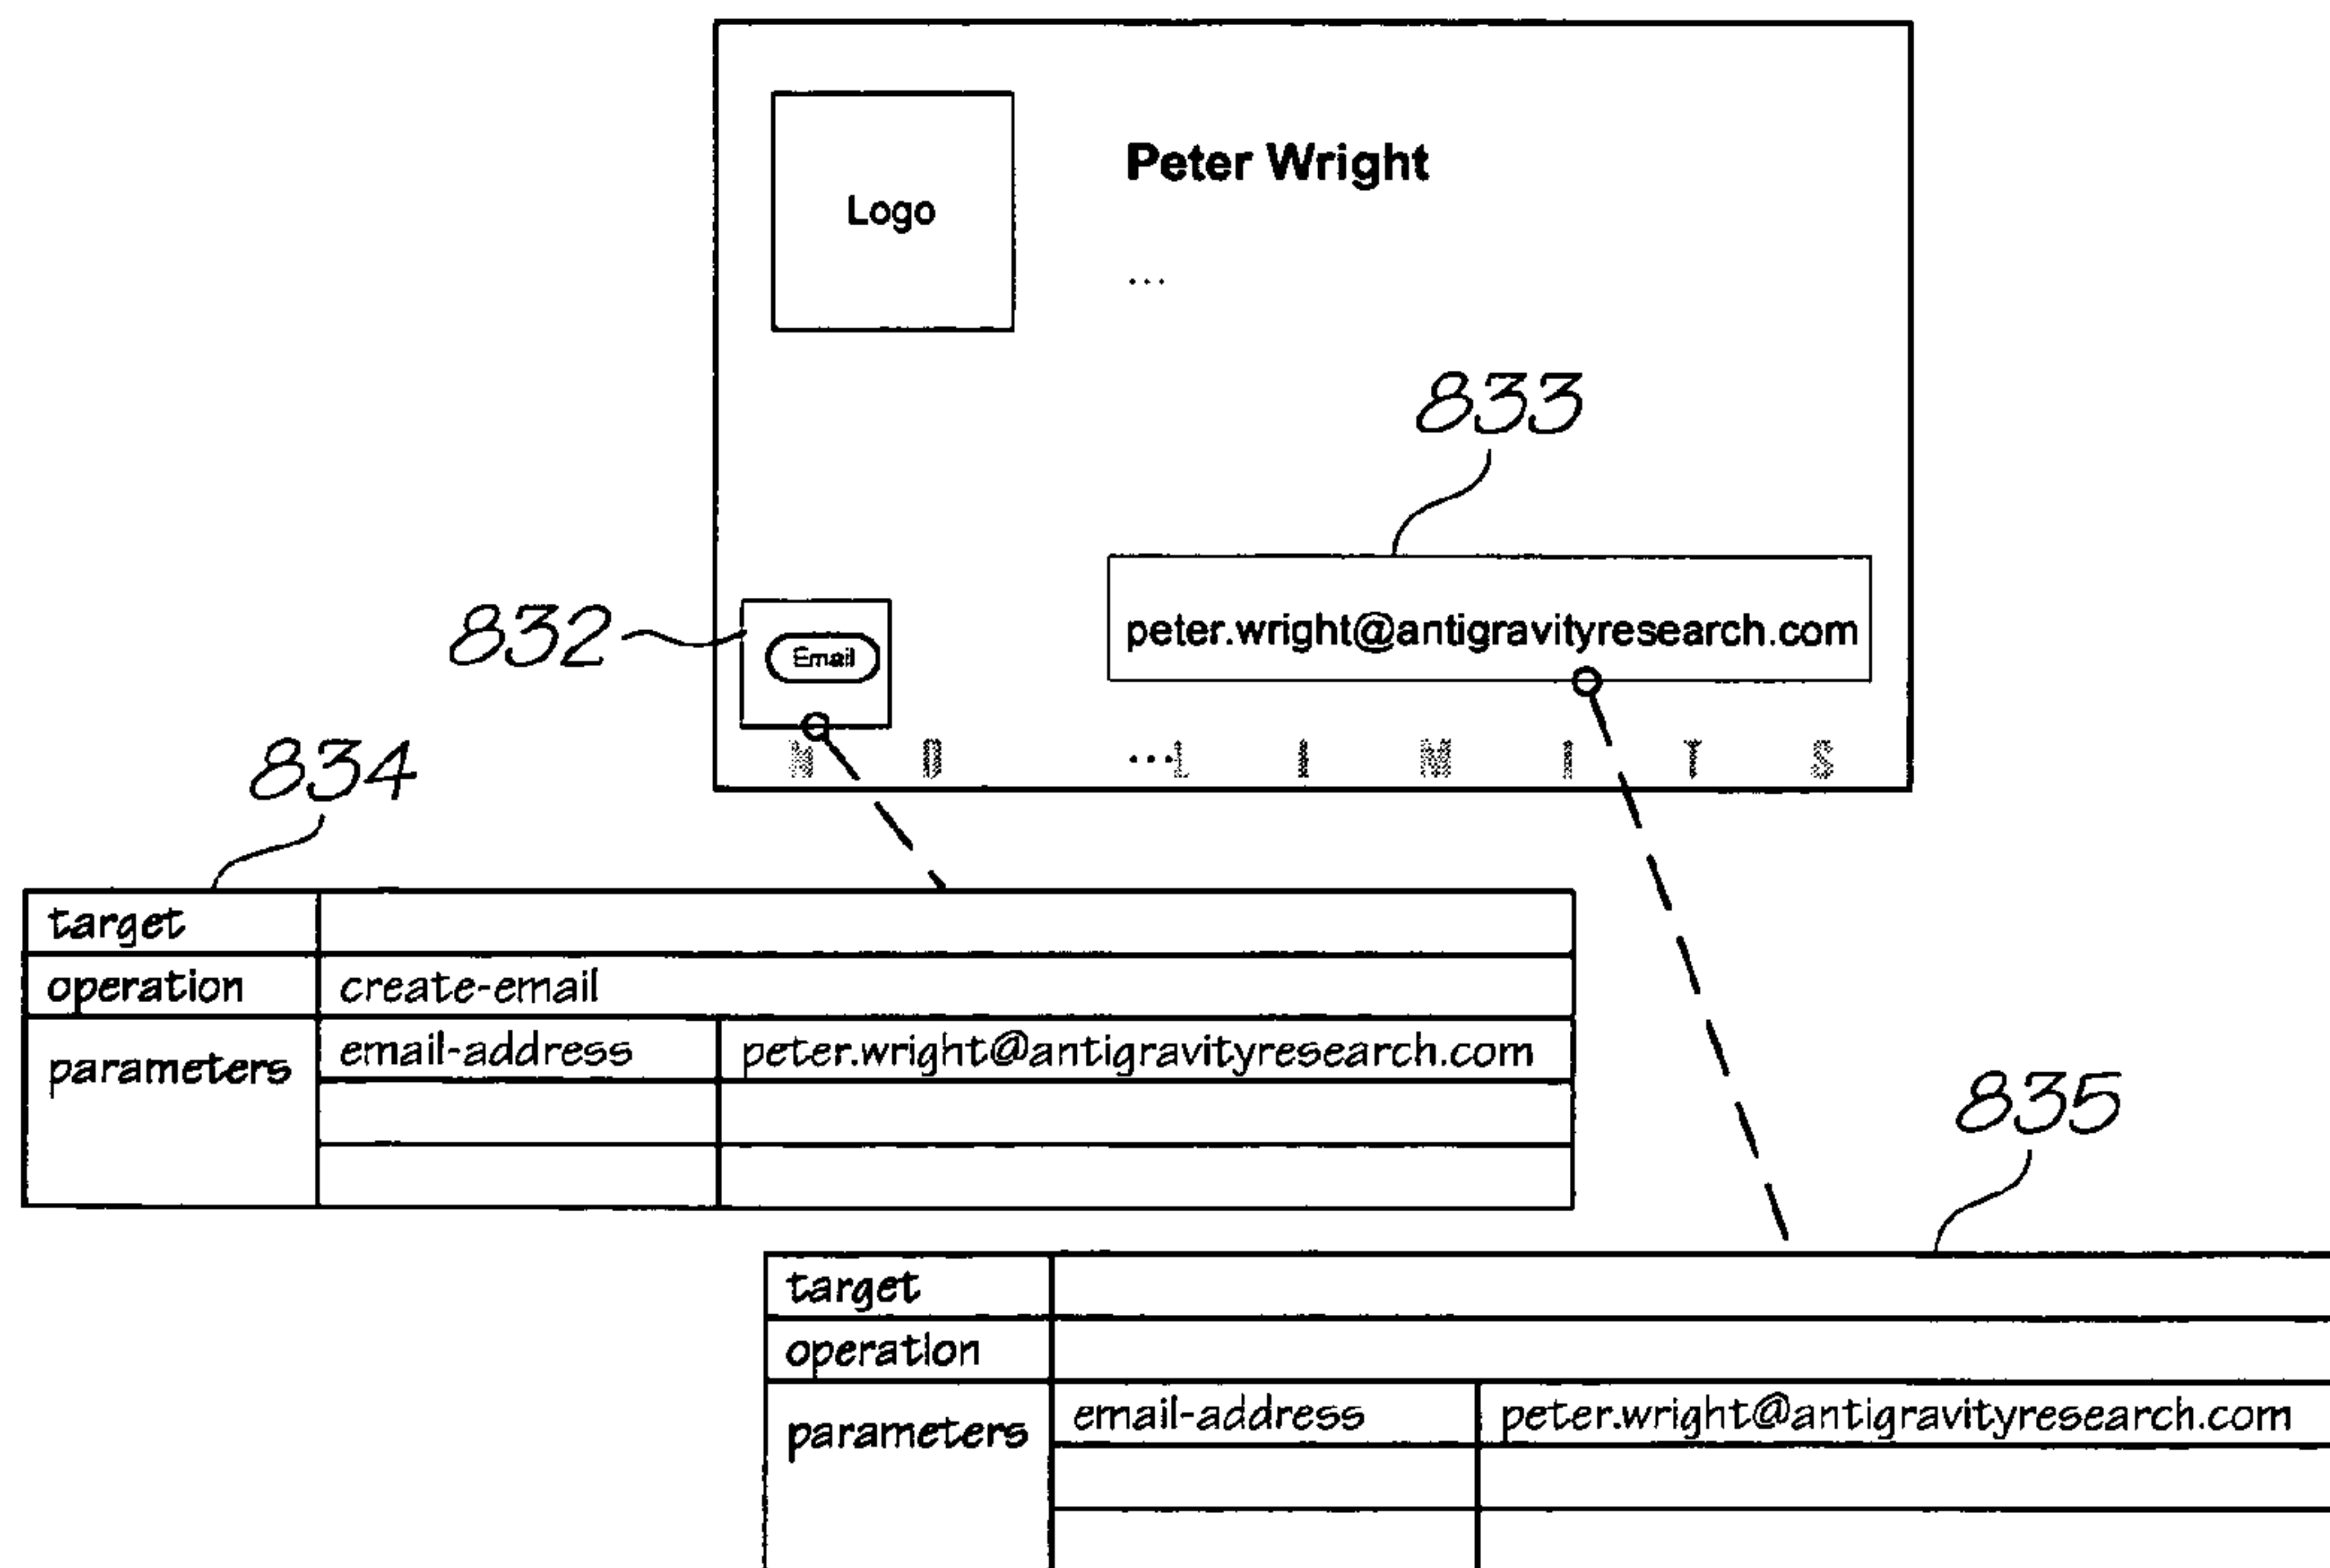 Peter Wright
Logo
...
833
peter.wright@antigravityresearch.com
832
Email
N O ...L I M I T S
834
target
operation create-email
parameters email-address peter.wright@antigravityresearch.com
835
target
operation
parameters email-address peter.wright@antigravityresearch.com